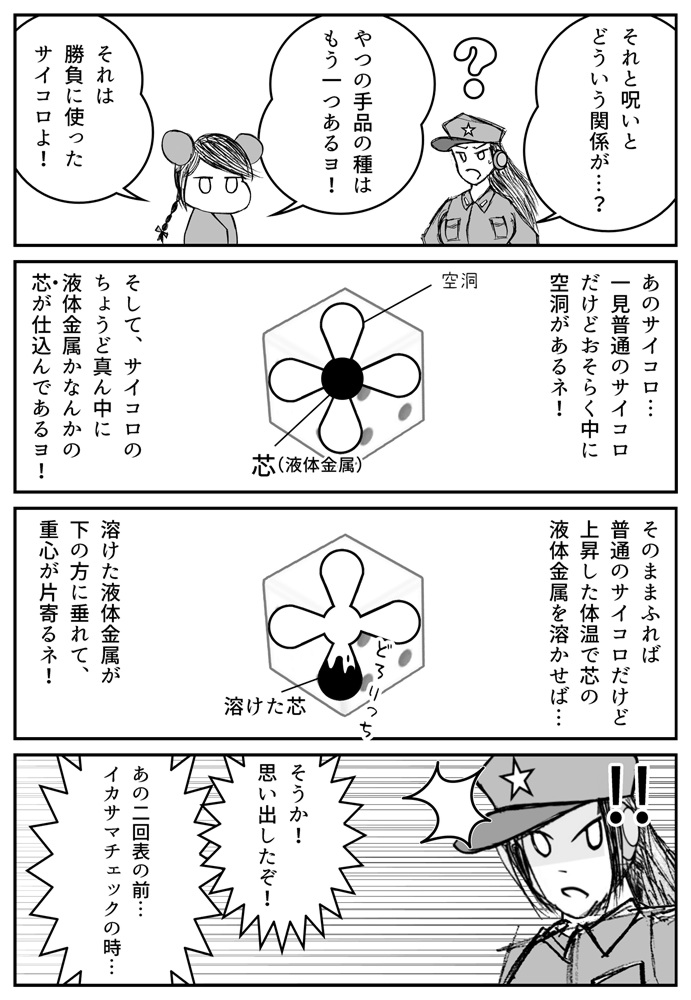 それと呪いと
どういう関係が…？
？
やつの手品の種は
もう一つあるヨ！
それは
勝負に使った
サイコロよ！
あのサイコロ…
一見普通のサイコロ
だけどおそらく中に
空洞があるネ！
空洞
芯(液体金属)
そして、サイコロの
ちょうど真ん中に
液体金属かなんかの
芯が仕込んであるヨ！
そのままふれば
普通のサイコロだけど
上昇した体温で芯の
液体金属を溶かせば…
どろりっち
溶けた芯
溶けた液体金属が
下の方に垂れて、
重心が片寄るネ！
!!
そうか！
思い出したぞ！
あの二回表の前…
イカサマチェックの時…